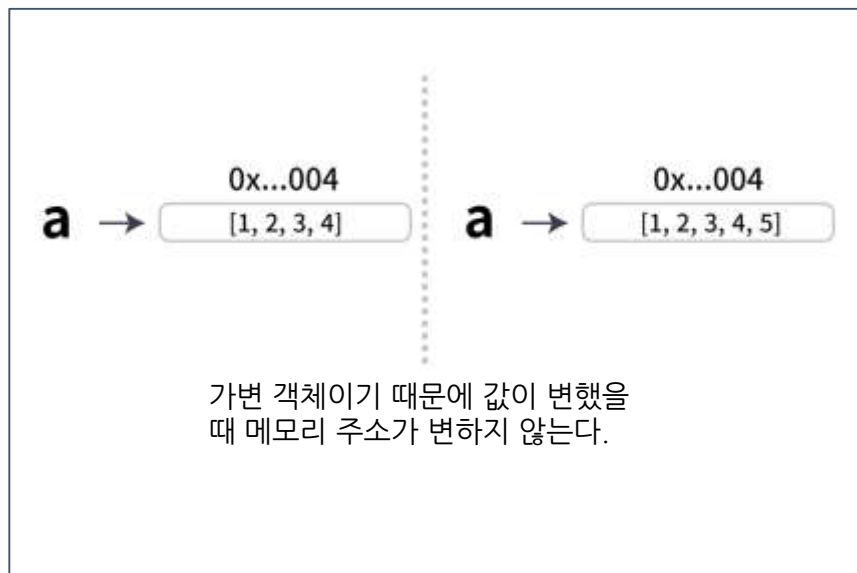 0x...004
a → [1, 2, 3, 4]
0x...004
a → [1, 2, 3, 4, 5]
가변 객체이기 때문에 값이 변했을
때 메모리 주소가 변하지 않는다.